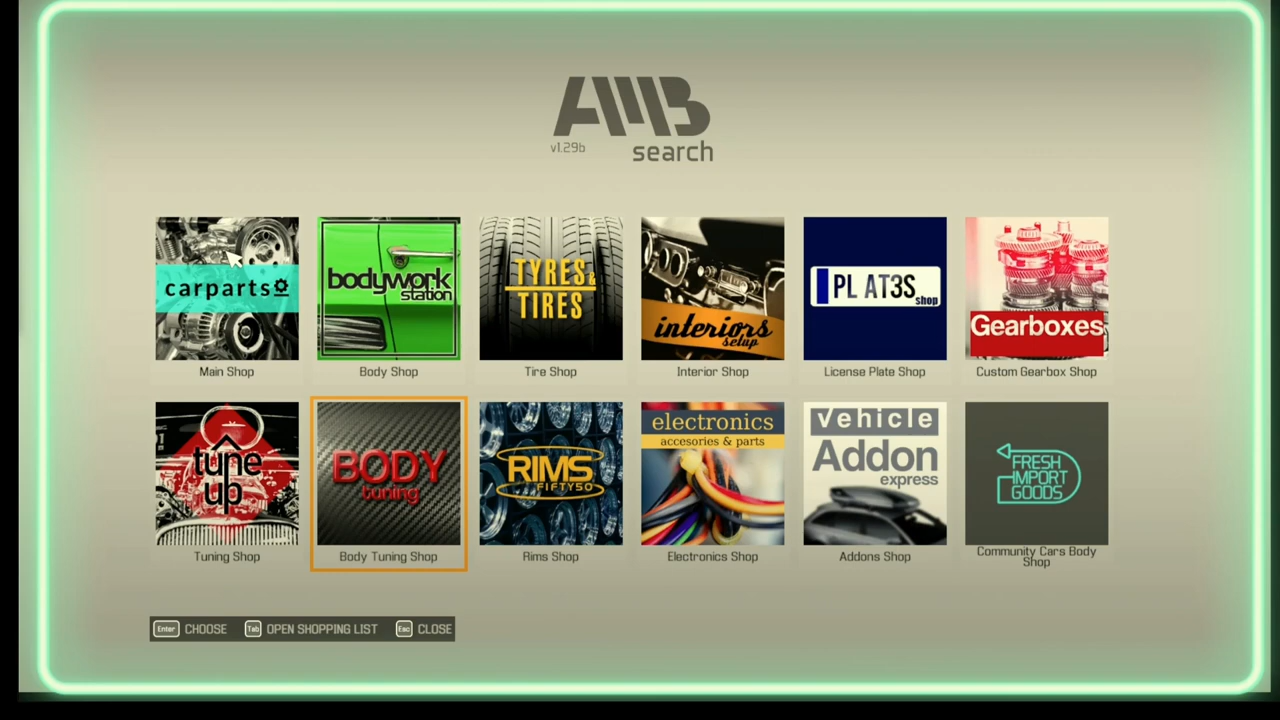 AMB
v1.29b
search
carparts
bodywork
station
TYRES&
TIRES
interiors
setup
PL AT3S
shop
Gearboxes
Main Shop
Body Shop
Tire Shop
Interior Shop
License Plate Shop
Custom Gearbox Shop
tune
up
BODY
tuning
RIMS
FIFTY50
electronics
accesories & parts
vehicle
Addon
express
FRESH
IMPORT
GOODS
Tuning Shop
Body Tuning Shop
Rims Shop
Electronics Shop
Addons Shop
Community Cars Body
Shop
Enter CHOOSE Tab OPEN SHOPPING LIST Esc CLOSE